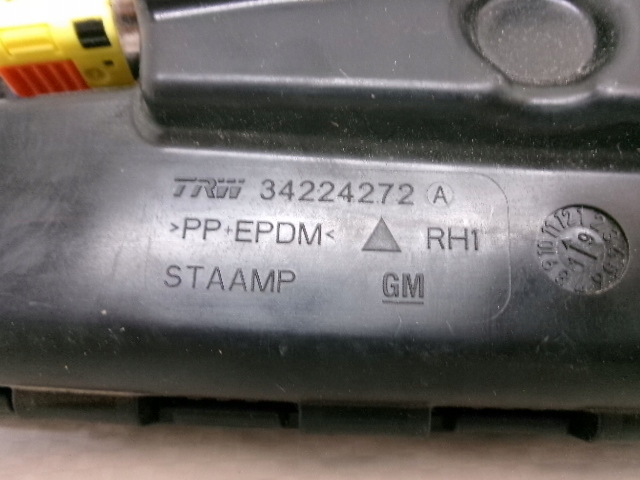 TRW 34224272 A
>PP+EPDM< RH1
STAAMP GM